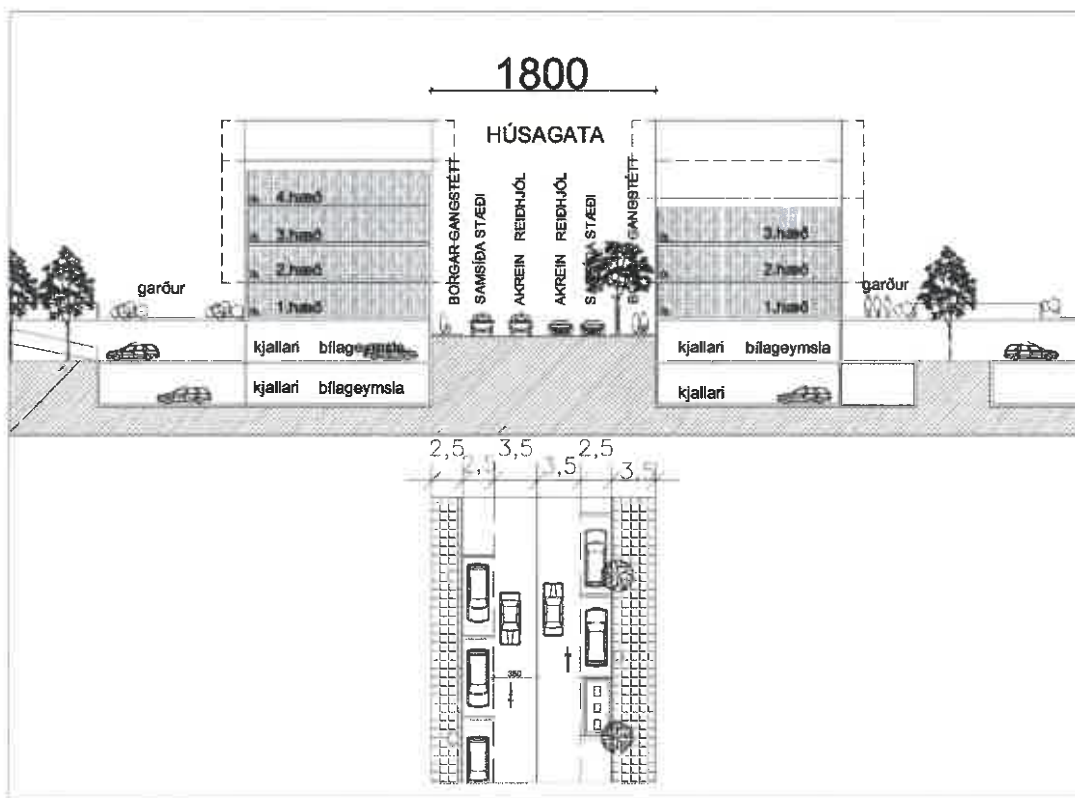 1800
HÚSAGATA
BORGAR GANGSTÉTT
SAMSÍÐA STÆÐI
AKREIN REIÐHJÓL
AKREIN REIÐHJÓL
STÆÐI
GANGSTÉTT
4.hæð
3.hæð
2.hæð
1.hæð
garður
kjallari bílageymsla
kjallari bílageymsla
3.hæð
2.hæð
1.hæð
garður
kjallari bílageymsla
kjallari
2,5 2,5 3,5 3,5 2,5 3,5
350